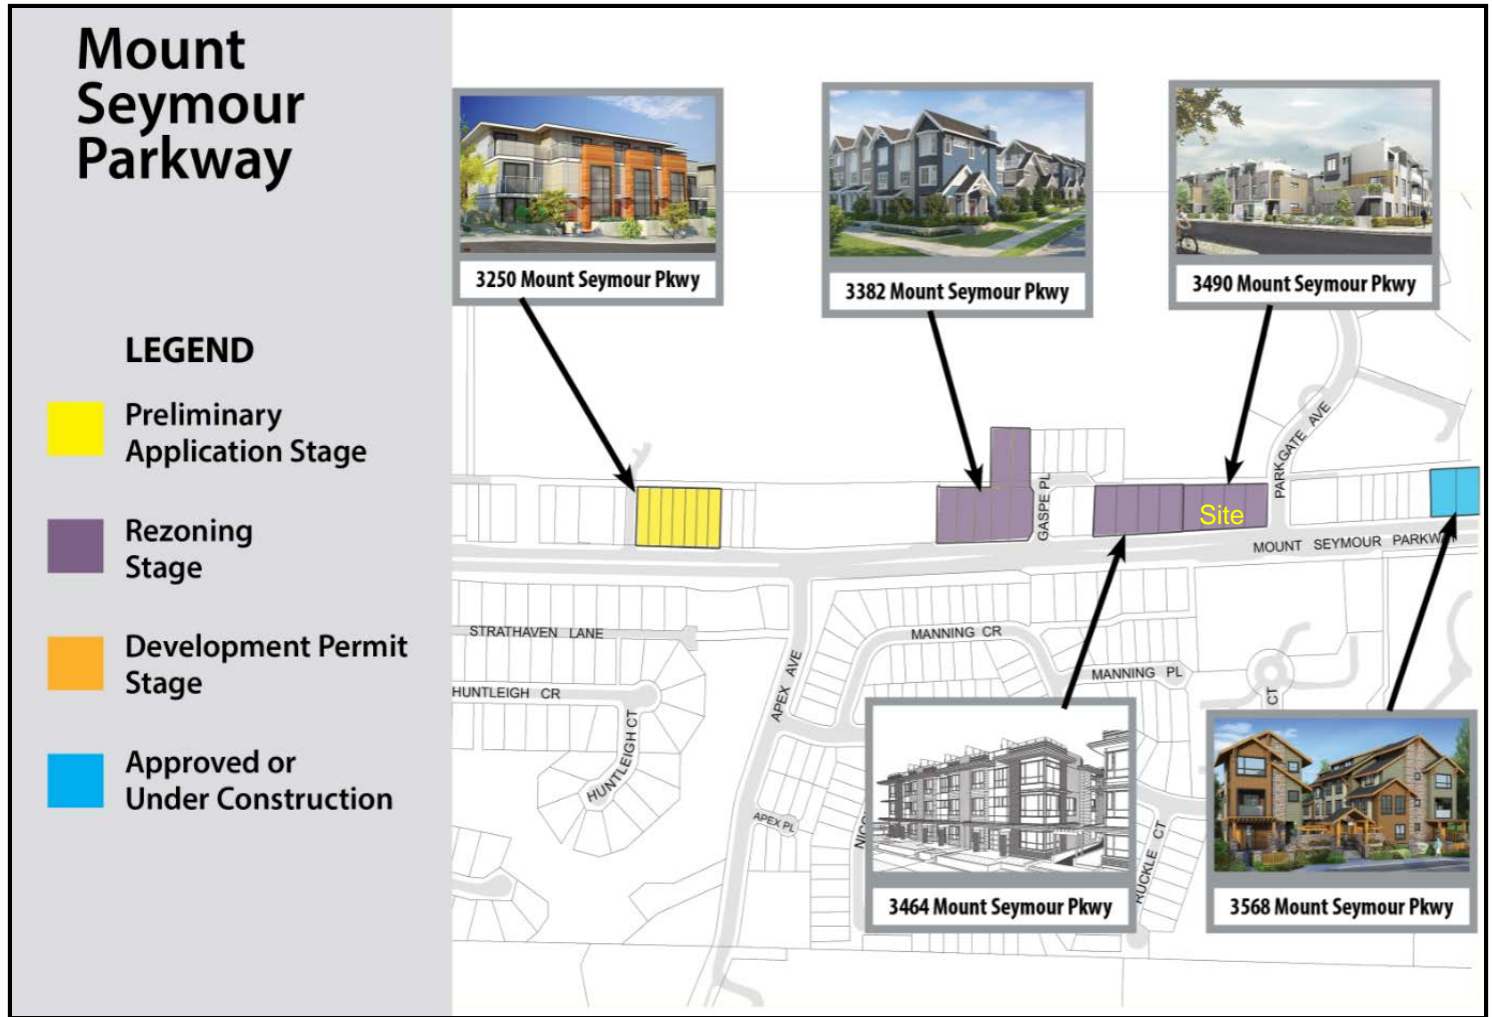 Mount
Seymour
Parkway
LEGEND
Preliminary
Application Stage
Rezoning
Stage
Development Permit
Stage
Approved or
Under Construction
3250 Mount Seymour Pkwy
3382 Mount Seymour Pkwy
3490 Mount Seymour Pkwy
PARKGATE AVE
GASPE PL
Site
MOUNT SEYMOUR PARKWAY
STRATHAVEN LANE
MANNING CR
APEX AVE
MANNING PL
HUNTLEIGH CR
CT
HUNTLEIGH CT
APEX PL
RUCKLE CT
3464 Mount Seymour Pkwy
3568 Mount Seymour Pkwy